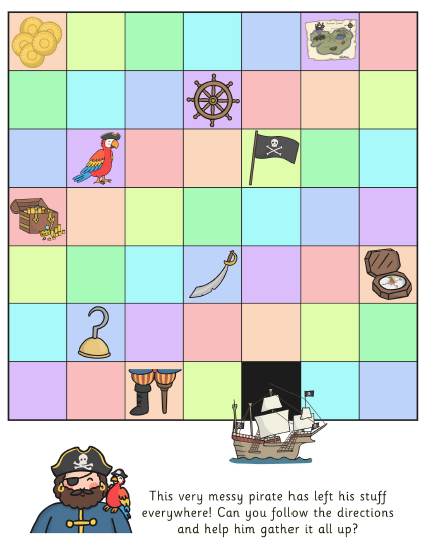 This very messy pirate has left his stuff
everywhere! Can you follow the directions
and help him gather it all up?